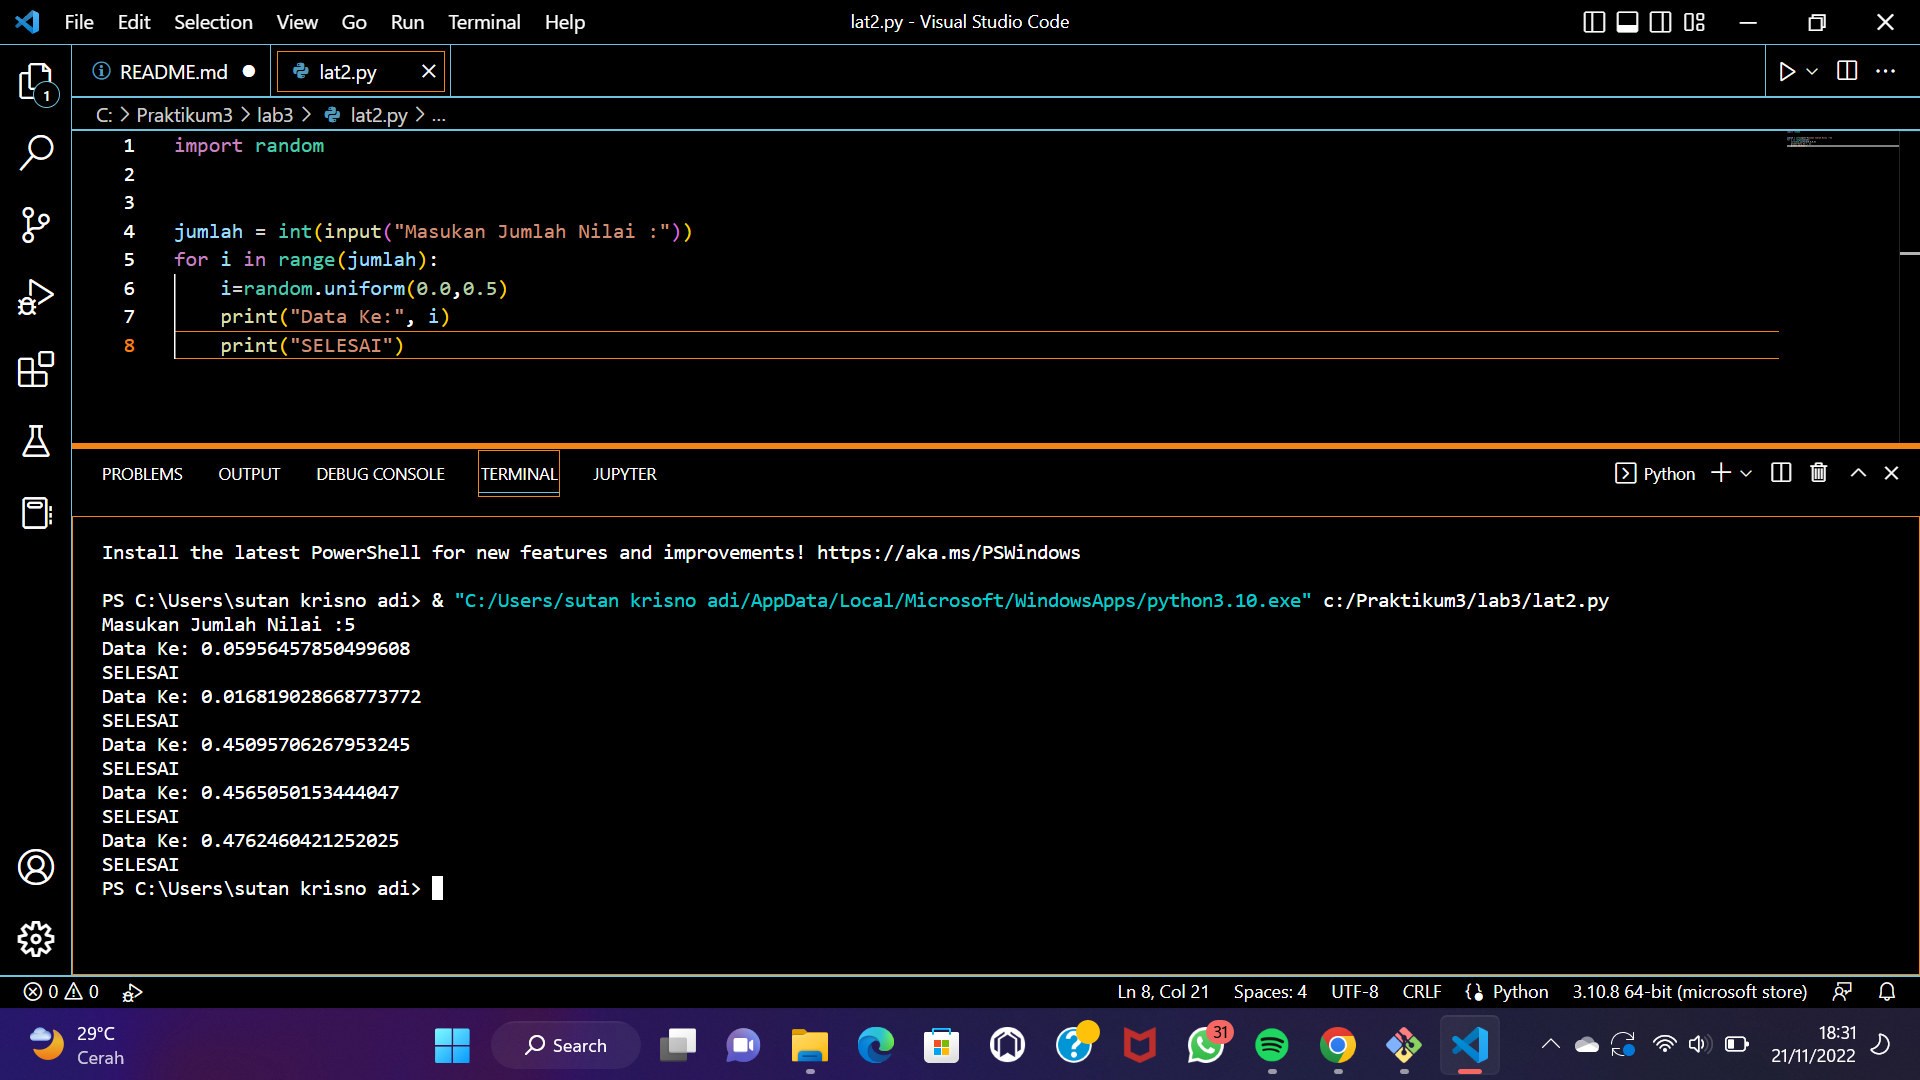 File Edit Selection View Go Run Terminal Help lat2.py - Visual Studio Code
README.md lat2.py
C: > Praktikum3 > lab3 > lat2.py > ...
1 import random
2
3
4 jumlah = int(input("Masukan Jumlah Nilai :"))
5 for i in range(jumlah):
6     i=random.uniform(0.0,0.5)
7     print("Data Ke:", i)
8     print("SELESAI")
PROBLEMS OUTPUT DEBUG CONSOLE TERMINAL JUPYTER Python
Install the latest PowerShell for new features and improvements! https://aka.ms/PSWindows
PS C:\Users\sutan krisno adi> & "C:/Users/sutan krisno adi/AppData/Local/Microsoft/WindowsApps/python3.10.exe" c:/Praktikum3/lab3/lat2.py
Masukan Jumlah Nilai :5
Data Ke: 0.05956457850499608
SELESAI
Data Ke: 0.016819028668773772
SELESAI
Data Ke: 0.45095706267953245
SELESAI
Data Ke: 0.4565050153444047
SELESAI
Data Ke: 0.4762460421252025
SELESAI
PS C:\Users\sutan krisno adi>
0 0 Ln 8, Col 21 Spaces: 4 UTF-8 CRLF Python 3.10.8 64-bit (microsoft store)
29°C
Cerah
Search
31
18:31
21/11/2022
1